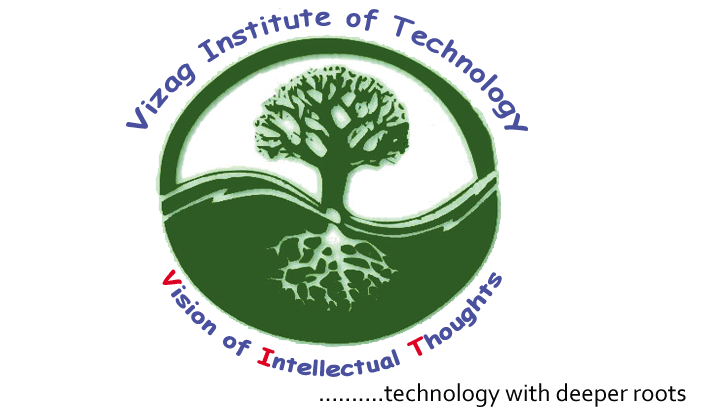 Vizag Institute of Technology
Vision of Intellectual Thoughts
..........technology with deeper roots